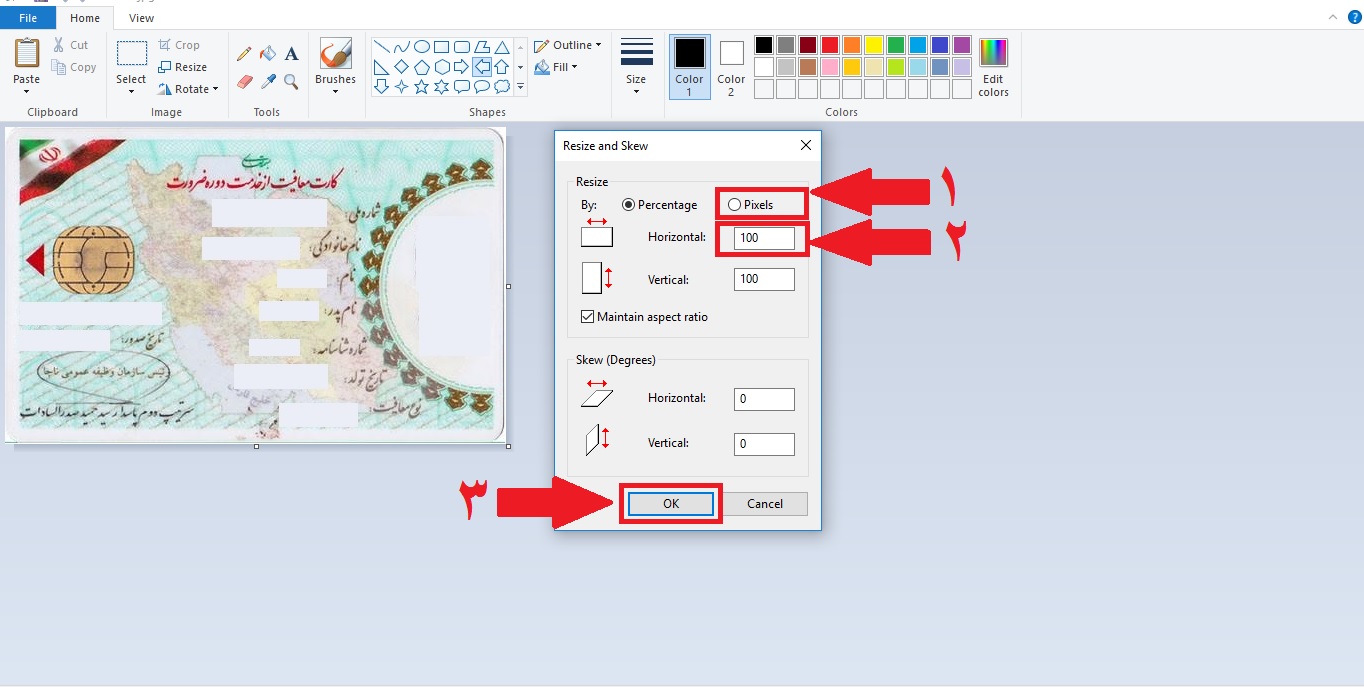 File Home View
Cut
Copy
Paste
Clipboard
Crop
Resize
Rotate
Select
Image
Tools
Brushes
Outline
Fill
Shapes
Size
Color 1
Color 2
Edit colors
Colors
کارت معافیت از خدمت دوره ضرورت
شماره ملی:
نام خانوادگی:
نام:
نام پدر:
شماره شناسنامه:
تاریخ تولد:
نوع معافیت:
تاریخ صدور:
رئیس سازمان وظیفه عمومی ناجا
سرتیپ دوم پاسدار سید حمید صدرالسادات
Resize and Skew
Resize
By: Percentage Pixels
Horizontal: 100
Vertical: 100
Maintain aspect ratio
Skew (Degrees)
Horizontal: 0
Vertical: 0
OK Cancel
۱
۲
۳